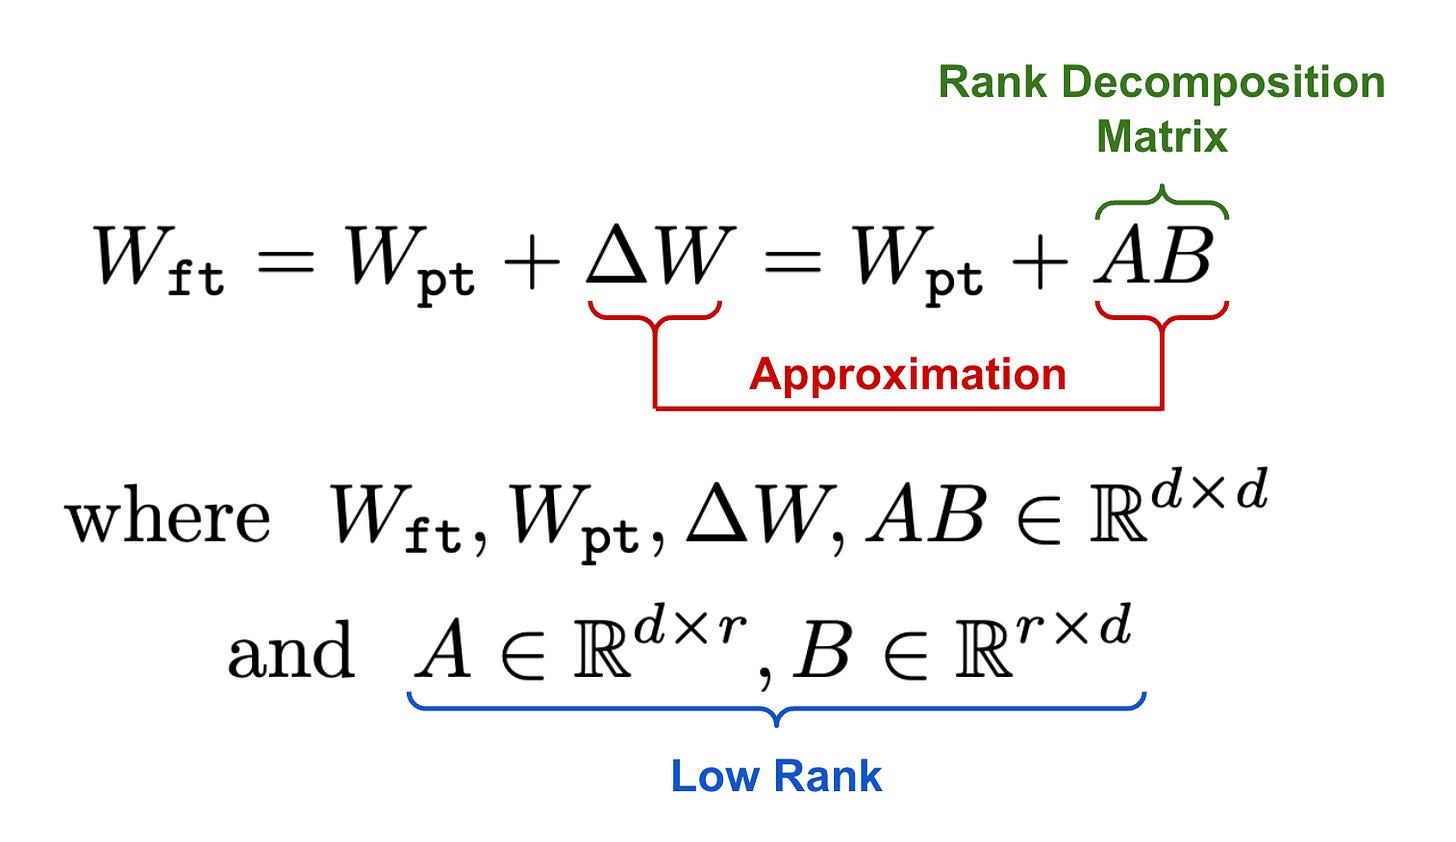 Rank Decomposition
Matrix
W_ft = W_pt + ΔW = W_pt + AB
Approximation
where W_ft, W_pt, ΔW, AB ∈ ℝ^{d×d}
and A ∈ ℝ^{d×r}, B ∈ ℝ^{r×d}
Low Rank